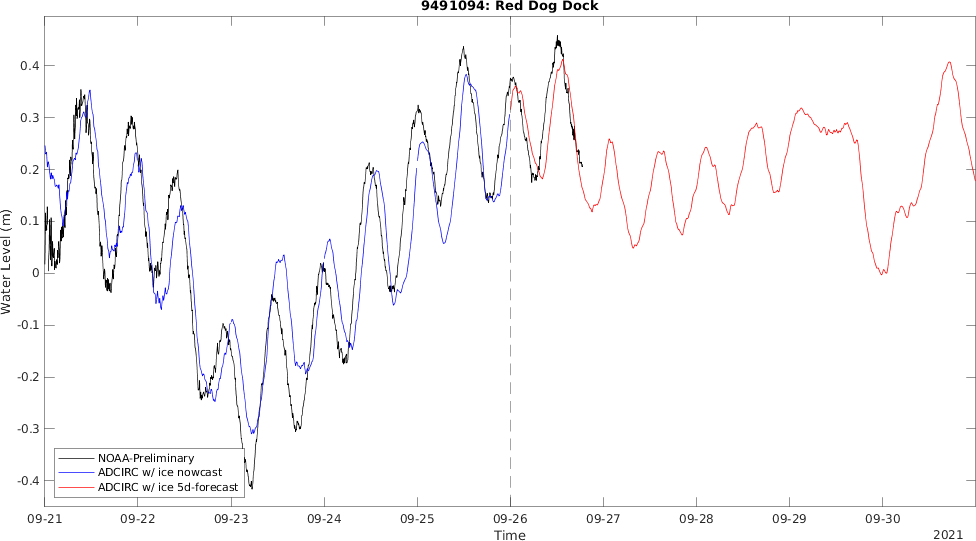 9491094: Red Dog Dock
Water Level (m)
0.4
0.3
0.2
0.1
0
-0.1
-0.2
-0.3
-0.4
NOAA-Preliminary
ADCIRC w/ ice nowcast
ADCIRC w/ ice 5d-forecast
09-21 09-22 09-23 09-24 09-25 09-26 09-27 09-28 09-29 09-30
Time
2021